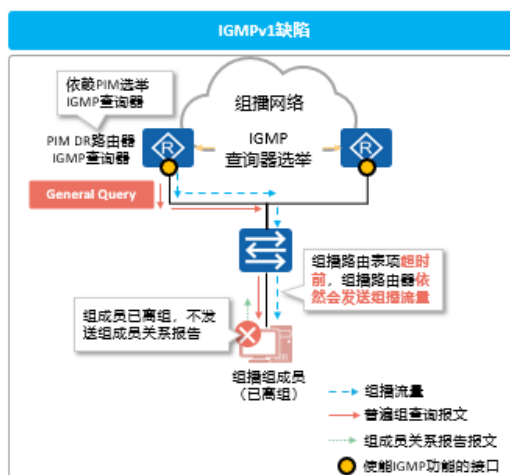 IGMPv1缺陷
依赖PIM选举
IGMP查询器
组播网络
PIM DR路由器
IGMP查询器
R
IGMP
查询器选举
R
General Query
组播路由表项超时
前，组播路由器依
然会发送组播流量
组成员已离组，不发
送组成员关系报告
组播组成员
（已离组）
组播流量
普遍组查询报文
组成员关系报告报文
使能IGMP功能的接口